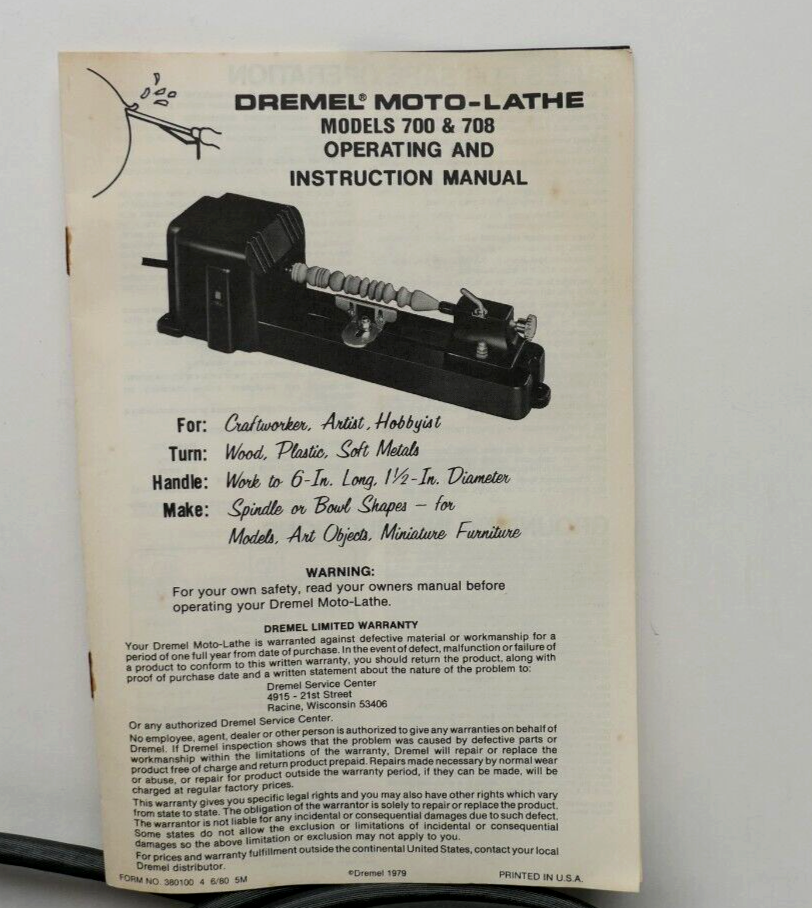 DREMEL® MOTO-LATHE
MODELS 700 & 708
OPERATING AND
INSTRUCTION MANUAL
For: Craftworker, Artist, Hobbyist
Turn: Wood, Plastic, Soft Metals
Handle: Work to 6-In. Long, 1½-In. Diameter
Make: Spindle or Bowl Shapes – for
Models, Art Objects, Miniature Furniture
WARNING:
For your own safety, read your owners manual before
operating your Dremel Moto-Lathe.
DREMEL LIMITED WARRANTY
Your Dremel Moto-Lathe is warranted against defective material or workmanship for a
period of one full year from date of purchase. In the event of defect, malfunction or failure of
a product to conform to this written warranty, you should return the product, along with
proof of purchase date and a written statement about the nature of the problem to:
Dremel Service Center
4915 - 21st Street
Racine, Wisconsin 53406
Or any authorized Dremel Service Center.
No employee, agent, dealer or other person is authorized to give any warranties on behalf of
Dremel. If Dremel inspection shows that the problem was caused by defective parts or
workmanship within the limitations of the warranty, Dremel will repair or replace the
product free of charge and return product prepaid. Repairs made necessary by normal wear
or abuse, or repair for product outside the warranty period, if they can be made, will be
charged at regular factory prices.
This warranty gives you specific legal rights and you may also have other rights which vary
from state to state. The obligation of the warrantor is solely to repair or replace the product.
The warrantor is not liable for any incidental or consequential damages due to such defect.
Some states do not allow the exclusion or limitations of incidental or consequential
damages so the above limitation or exclusion may not apply to you.
For prices and warranty fulfillment outside the continental United States, contact your local
Dremel distributor.
FORM NO. 380100 4 6/80 5M ©Dremel 1979 PRINTED IN U.S.A.